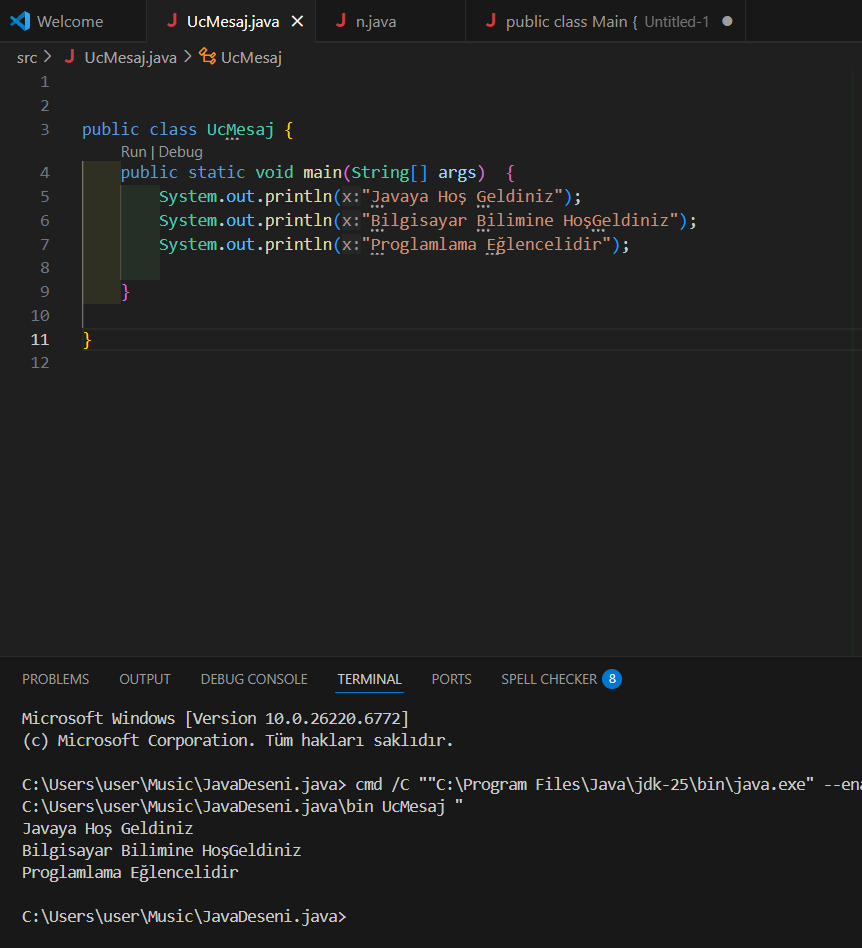 Welcome UcMesaj.java n.java public class Main { Untitled-1
src > UcMesaj.java > UcMesaj
1
2
3 public class UcMesaj {
Run | Debug
4 public static void main(String[] args)  {
5 System.out.println(x:"Javaya Hoş Geldiniz");
6 System.out.println(x:"Bilgisayar Bilimine HoşGeldiniz");
7 System.out.println(x:"Proglamlama Eğlencelidir");
8
9 }
10
11 }
12
PROBLEMS OUTPUT DEBUG CONSOLE TERMINAL PORTS SPELL CHECKER 8
Microsoft Windows [Version 10.0.26220.6772]
(c) Microsoft Corporation. Tüm hakları saklıdır.
C:\Users\user\Music\JavaDeseni.java> cmd /C ""C:\Program Files\Java\jdk-25\bin\java.exe" --ena
C:\Users\user\Music\JavaDeseni.java\bin UcMesaj "
Javaya Hoş Geldiniz
Bilgisayar Bilimine HoşGeldiniz
Proglamlama Eğlencelidir
C:\Users\user\Music\JavaDeseni.java>